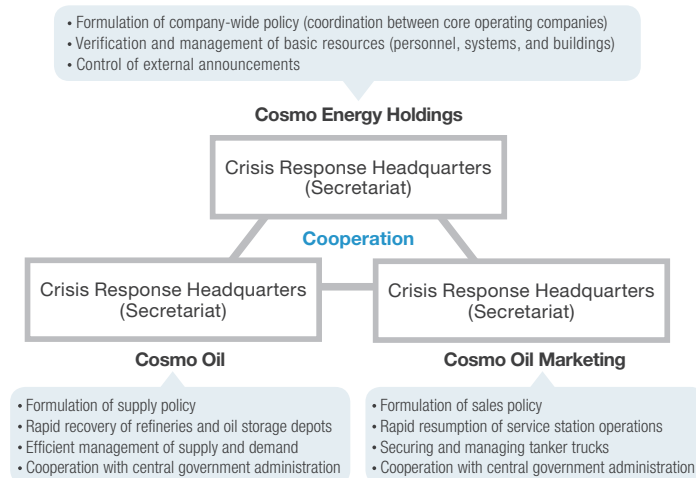 • Formulation of company-wide policy (coordination between core operating companies)
• Verification and management of basic resources (personnel, systems, and buildings)
• Control of external announcements
Cosmo Energy Holdings
Crisis Response Headquarters
(Secretariat)
Cooperation
Crisis Response Headquarters
(Secretariat)
Crisis Response Headquarters
(Secretariat)
Cosmo Oil
Cosmo Oil Marketing
• Formulation of supply policy
• Rapid recovery of refineries and oil storage depots
• Efficient management of supply and demand
• Cooperation with central government administration
• Formulation of sales policy
• Rapid resumption of service station operations
• Securing and managing tanker trucks
• Cooperation with central government administration